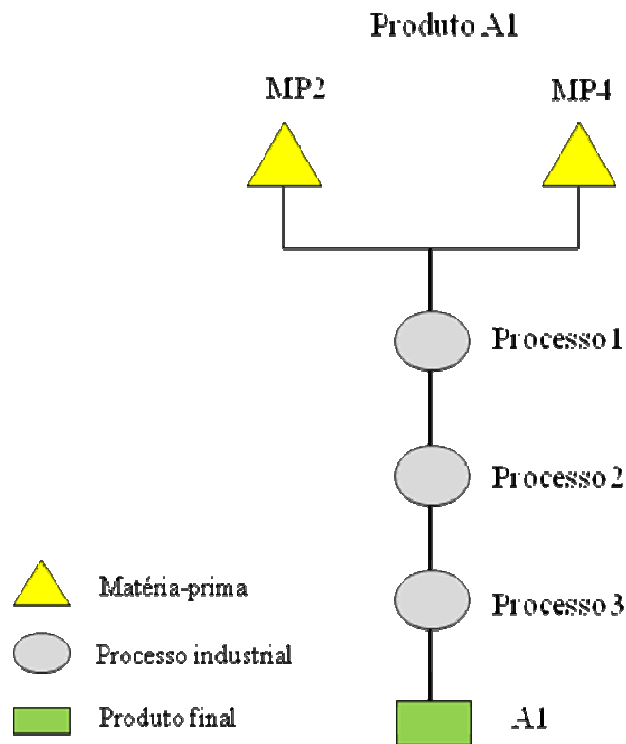 Produto A1
MP2
MP4
Processo 1
Processo 2
Processo 3
Matéria-prima
Processo industrial
Produto final
A1